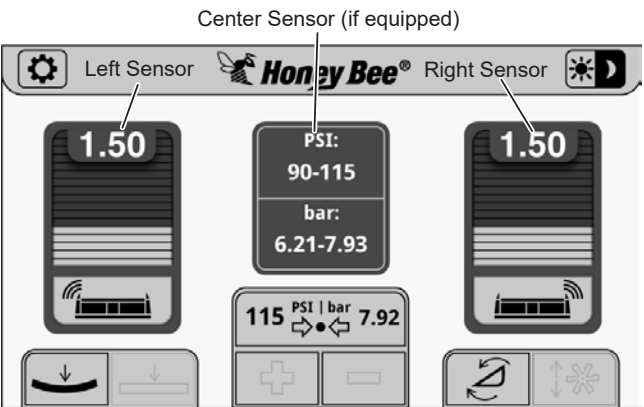 Center Sensor (if equipped)
Left Sensor
Honey Bee®
Right Sensor
1.50
PSI:
90-115
bar:
6.21-7.93
1.50
115 PSI | bar 7.92